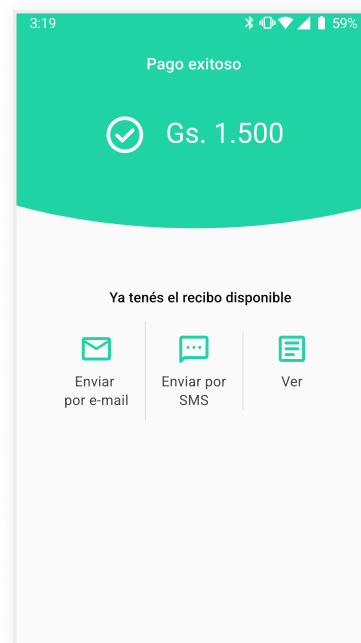 3:19 59%
Pago exitoso
Gs. 1.500
Ya tenés el recibo disponible
Enviar por e-mail
Enviar por SMS
Ver